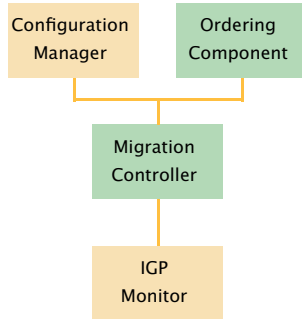 Configuration
Manager
Ordering
Component
Migration
Controller
IGP
Monitor